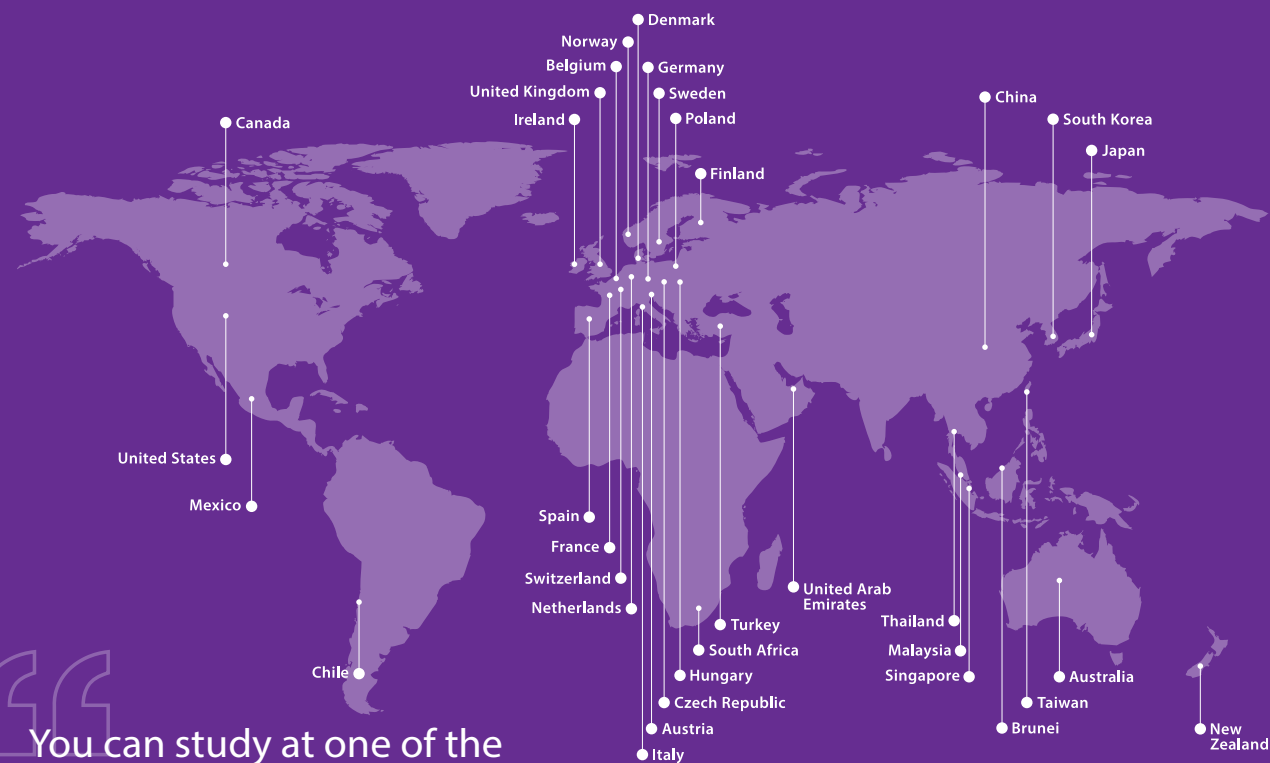 Denmark
Norway
Belgium
Germany
United Kingdom
Sweden
China
Ireland
Poland
South Korea
Canada
Japan
Finland
United States
Mexico
Spain
France
Switzerland
United Arab
Emirates
Netherlands
Thailand
Turkey
South Africa
Malaysia
Chile
Hungary
Singapore
Australia
Czech Republic
Taiwan
Austria
Brunei
New
Zealand
Italy
“
You can study at one of the